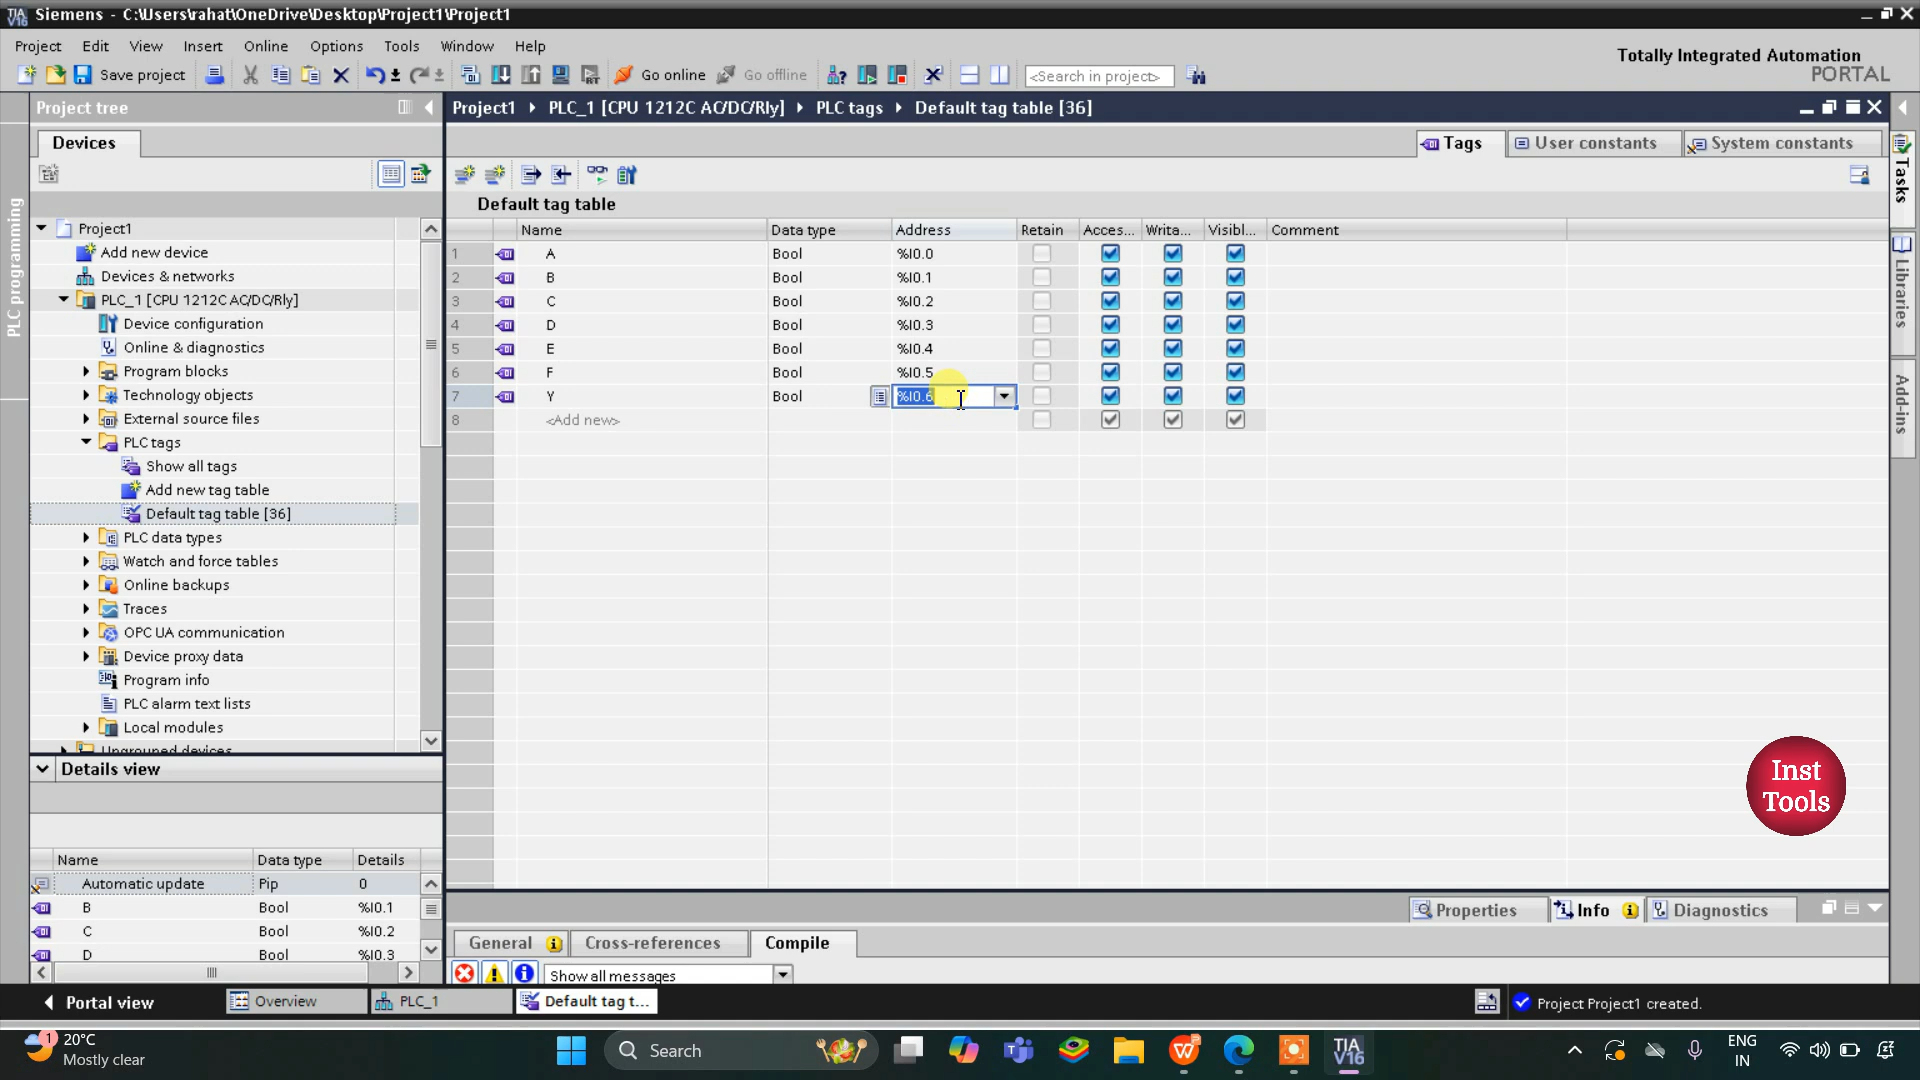 Siemens - C:\Users\rahat\OneDrive\Desktop\Project1\Project1
Project Edit View Insert Online Options Tools Window Help
Totally Integrated Automation
PORTAL
Save project
Go online
Go offline
<Search in project>
Project tree
Project1 PLC_1 [CPU 1212C AC/DC/Rly] PLC tags Default tag table [36]
Devices
Tags
User constants
System constants
Default tag table
Name Data type Address Retain Acces... Writa... Visibl... Comment
1 A Bool %I0.0
2 B Bool %I0.1
3 C Bool %I0.2
4 D Bool %I0.3
5 E Bool %I0.4
6 F Bool %I0.5
7 Y Bool %I0.6
8 <Add new>
Project1
Add new device
Devices & networks
PLC_1 [CPU 1212C AC/DC/Rly]
Device configuration
Online & diagnostics
Program blocks
Technology objects
External source files
PLC tags
Show all tags
Add new tag table
Default tag table [36]
PLC data types
Watch and force tables
Online backups
Traces
OPC UA communication
Device proxy data
Program info
PLC alarm text lists
Local modules
Ungrouped devices
PLC programming
Tasks
Libraries
Add-ins
Inst
Tools
Details view
Name Data type Details
Automatic update Pip 0
B Bool %I0.1
C Bool %I0.2
D Bool %I0.3
Properties
Info
Diagnostics
General
Cross-references
Compile
Show all messages
Portal view
Overview
PLC_1
Default tag t...
Project Project1 created.
1
20°C
Mostly clear
Search
TIA
V16
ENG
IN